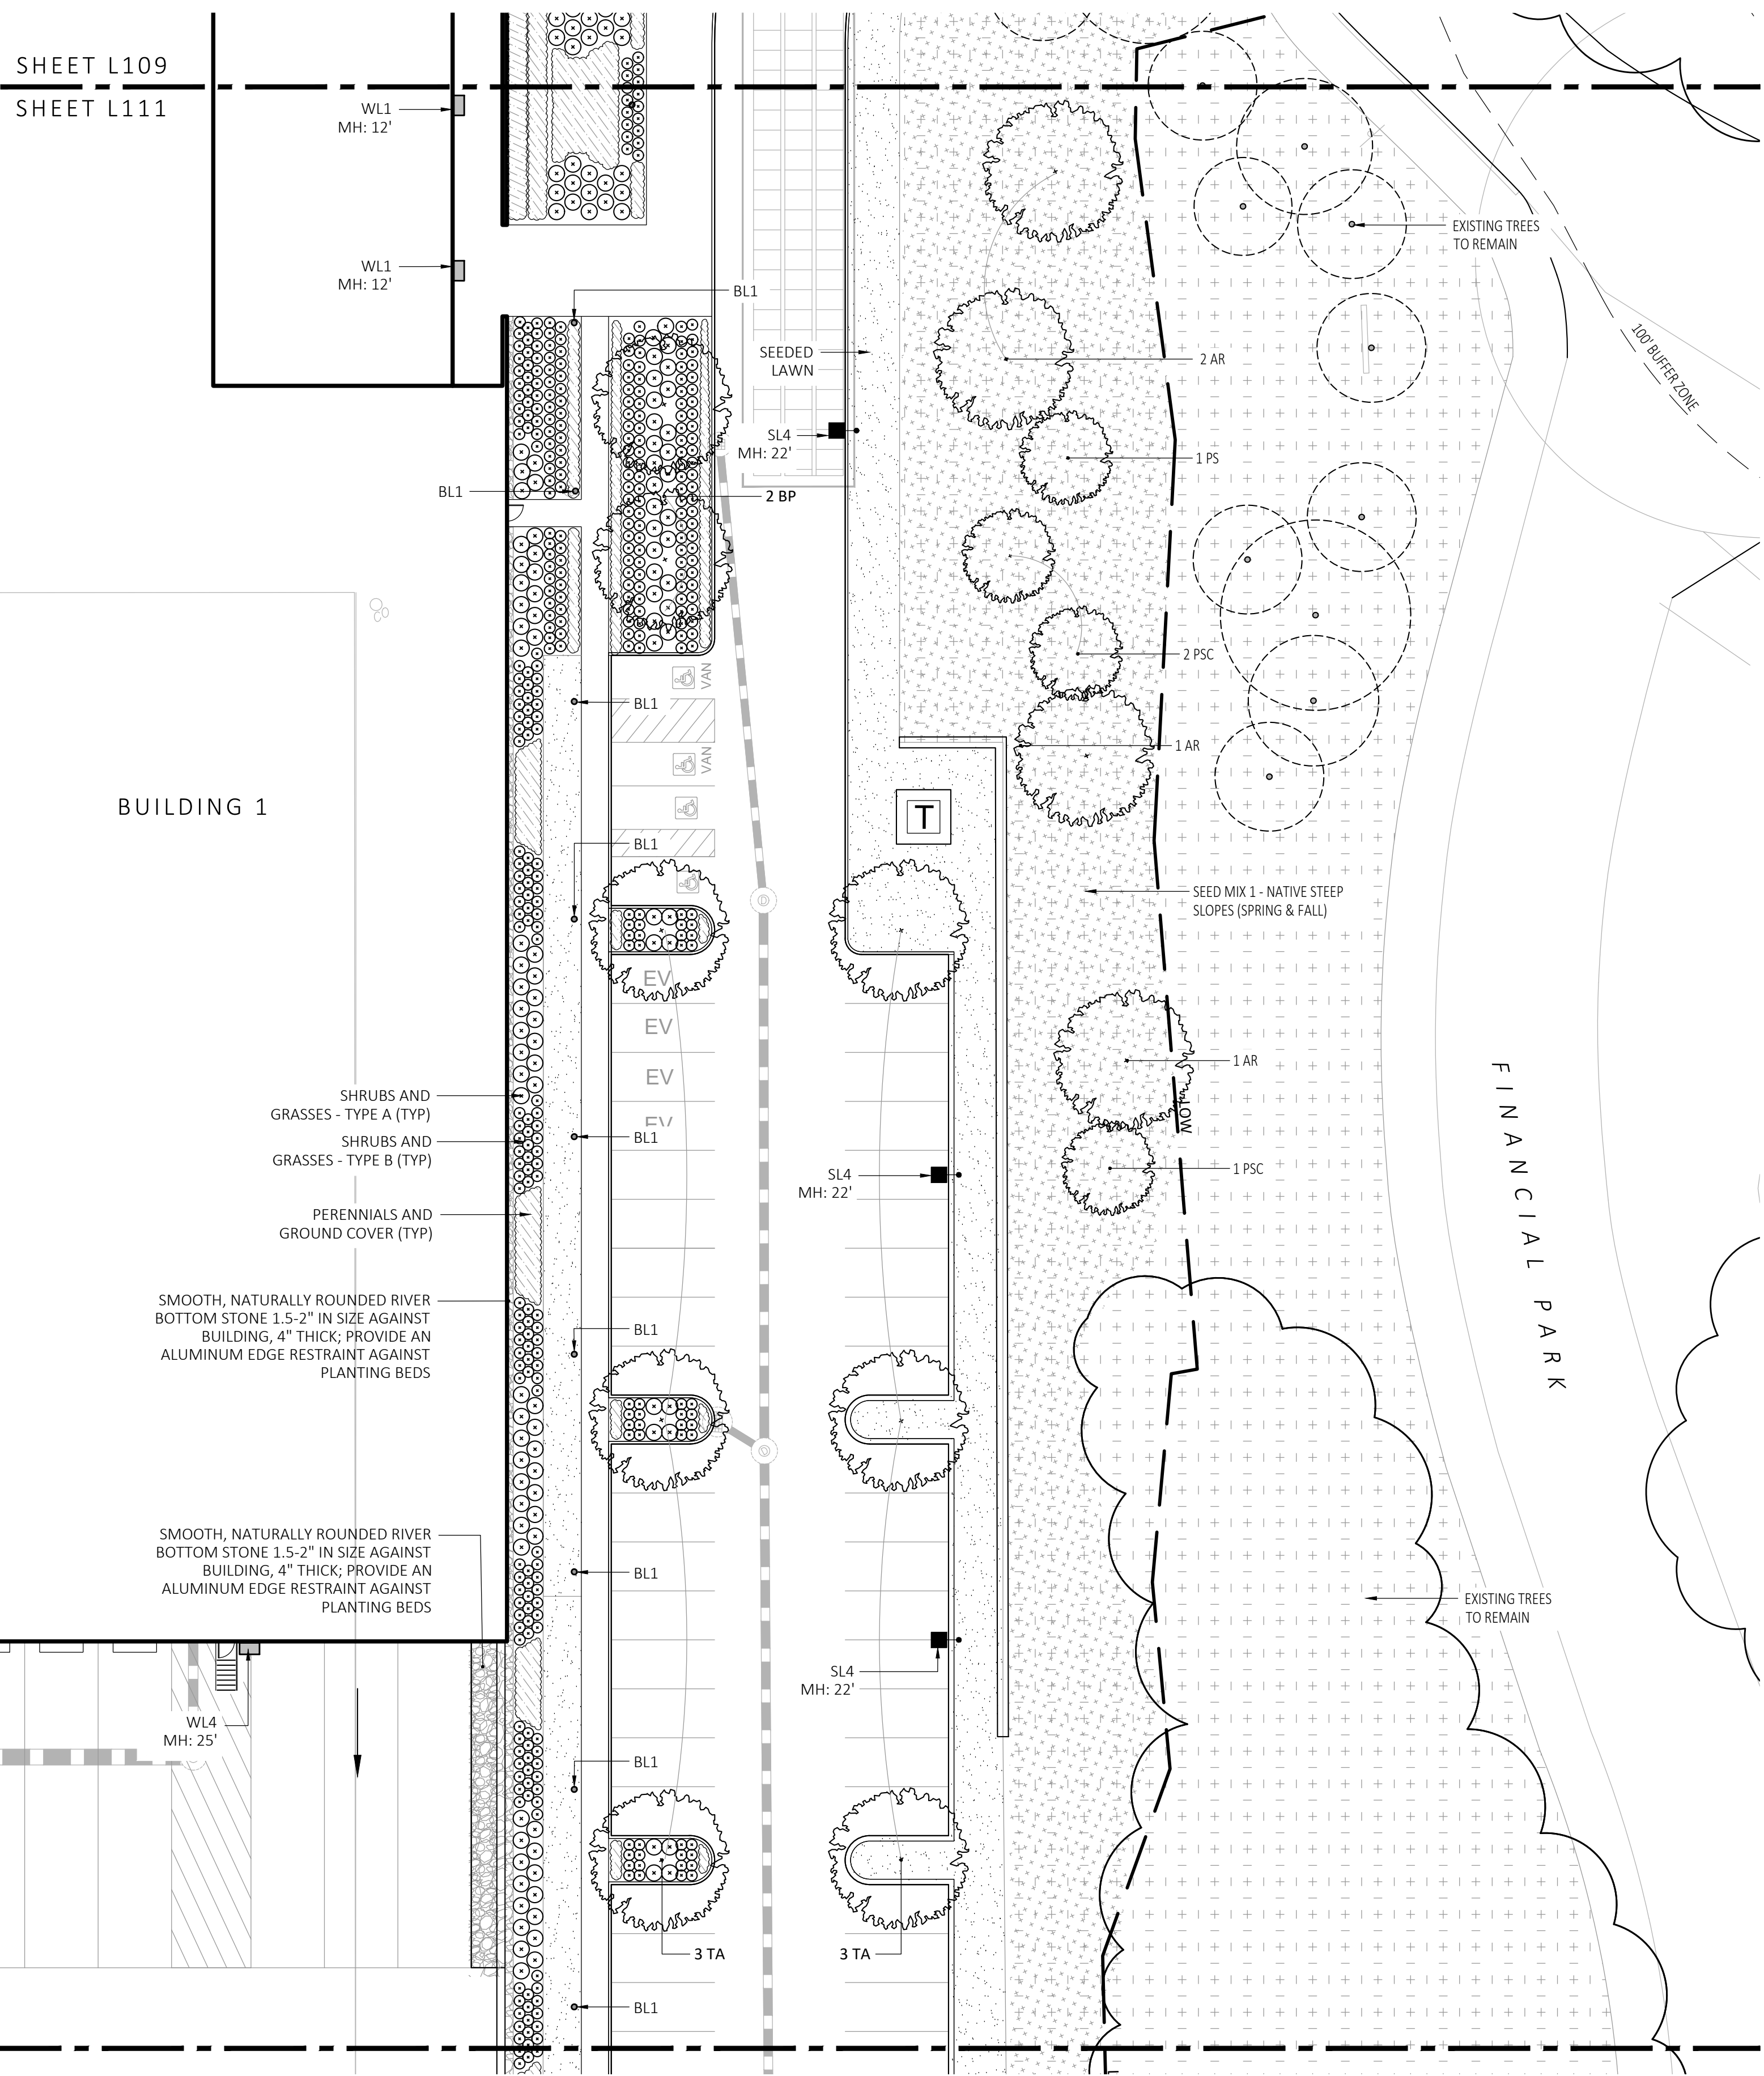 SHEET L109
SHEET L111
WL1
MH: 12'
EXISTING TREES
TO REMAIN
WL1
MH: 12'
BL1
100' BUFFER ZONE
SEEDED
LAWN
2 AR
SL4
MH: 22'
1 PS
BL1
2 BP
2 PSC
VAN
BL1
1 AR
VAN
BUILDING 1
T
BL1
SEED MIX 1 - NATIVE STEEP
SLOPES (SPRING & FALL)
EV
EV
1 AR
EV
FINANCIAL PARK
SHRUBS AND
GRASSES - TYPE A (TYP)
LOW
EV
BL1
SHRUBS AND
GRASSES - TYPE B (TYP)
1 PSC
SL4
MH: 22'
PERENNIALS AND
GROUND COVER (TYP)
SMOOTH, NATURALLY ROUNDED RIVER
BOTTOM STONE 1.5-2" IN SIZE AGAINST
BUILDING, 4" THICK; PROVIDE AN
ALUMINUM EDGE RESTRAINT AGAINST
PLANTING BEDS
BL1
SMOOTH, NATURALLY ROUNDED RIVER
BOTTOM STONE 1.5-2" IN SIZE AGAINST
BUILDING, 4" THICK; PROVIDE AN
ALUMINUM EDGE RESTRAINT AGAINST
PLANTING BEDS
BL1
EXISTING TREES
TO REMAIN
SL4
MH: 22'
WL4
MH: 25'
BL1
3 TA
3 TA
BL1